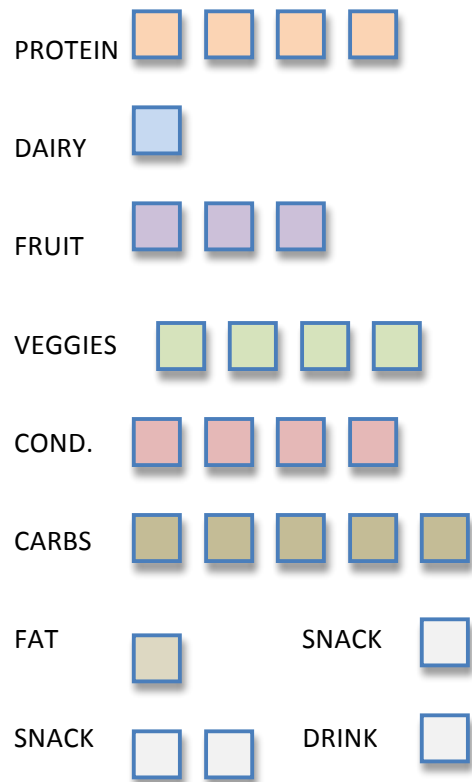 PROTEIN
DAIRY
FRUIT
VEGGIES
COND.
CARBS
FAT SNACK
SNACK DRINK